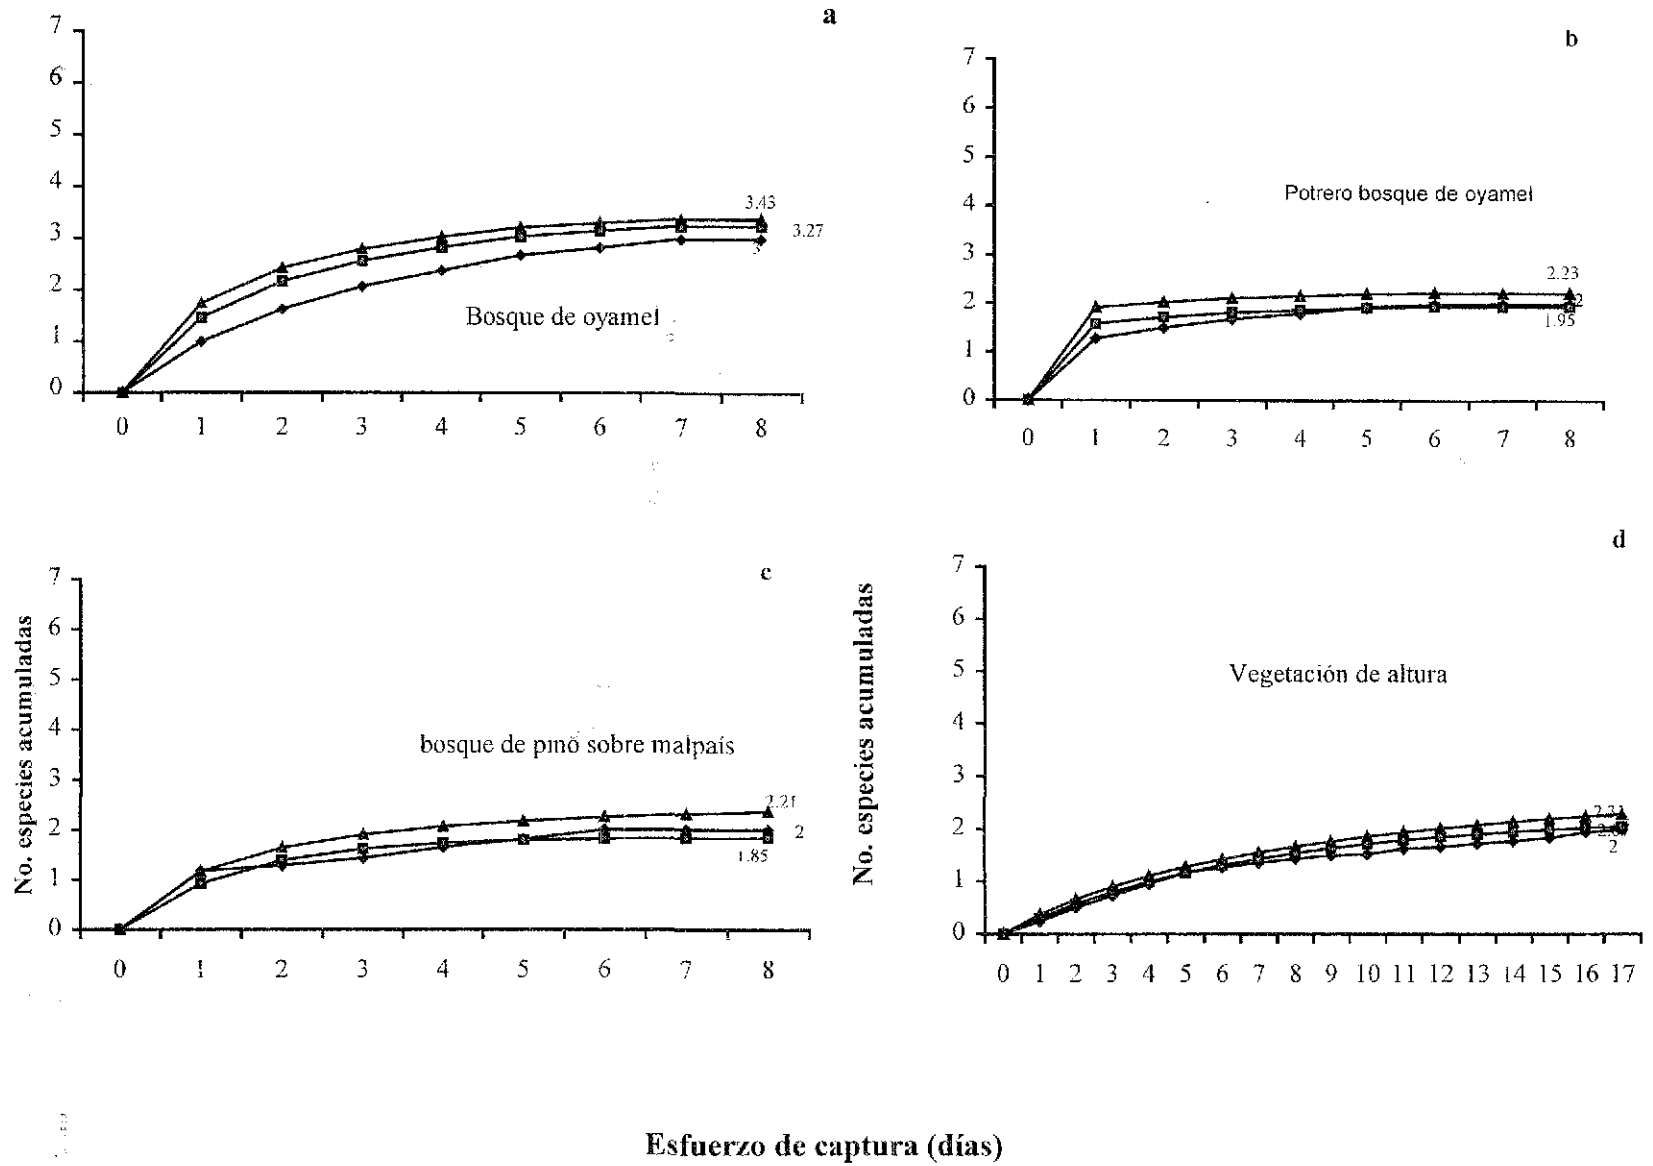 a
7
6
5
4
3
2
1
0
3.43
3.27
3
Bosque de oyamel
0 1 2 3 4 5 6 7 8
b
7
6
5
4
3
2
1
0
Potrero bosque de oyamel
2.23
2
1.95
0 1 2 3 4 5 6 7 8
c
No. especies acumuladas
7
6
5
4
3
2
1
0
bosque de pino sobre malpaís
2.21
2
1.85
0 1 2 3 4 5 6 7 8
d
No. especies acumuladas
7
6
5
4
3
2
1
0
Vegetación de altura
2.31
2
0 1 2 3 4 5 6 7 8 9 10 11 12 13 14 15 16 17
Esfuerzo de captura (días)